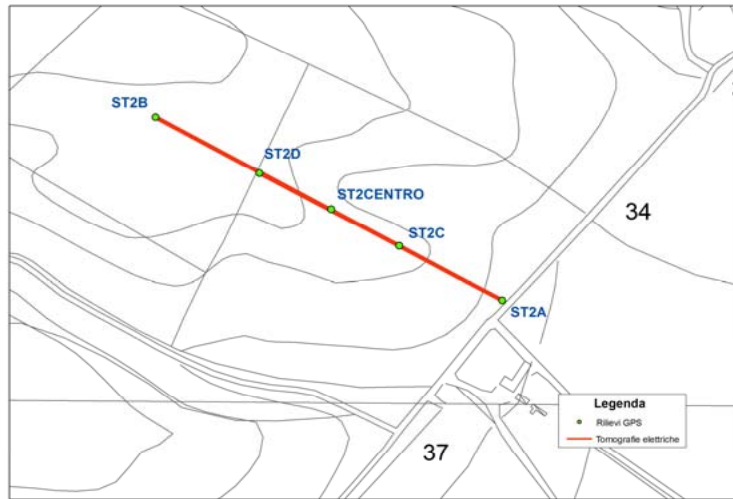 ST2B
ST2D
ST2CENTRO
34
ST2C
ST2A
Legenda
Rilievi GPS
Tomografie elettriche
37